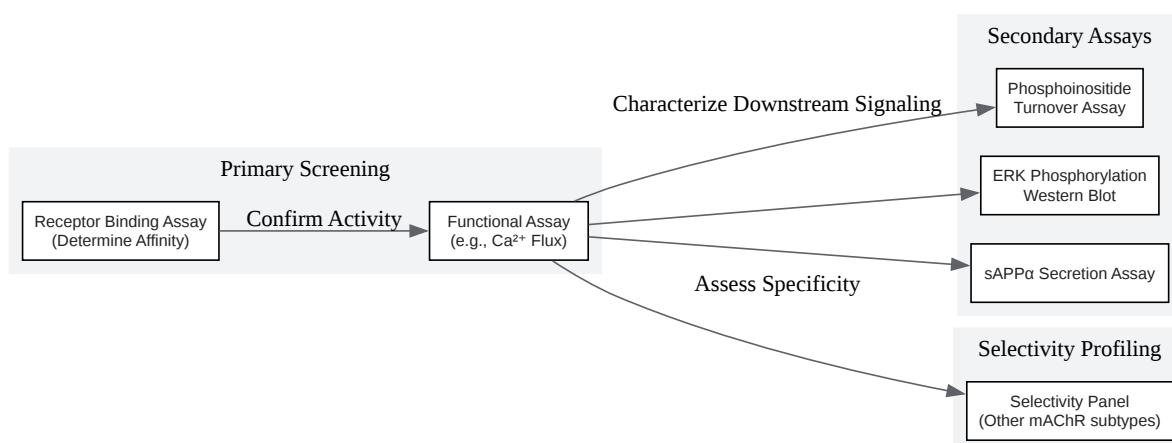 Primary Screening
Receptor Binding Assay
(Determine Affinity)
Confirm Activity
Functional Assay
(e.g., Ca²⁺ Flux)
Characterize Downstream Signaling
Assess Specificity
Secondary Assays
Phosphoinositide
Turnover Assay
ERK Phosphorylation
Western Blot
sAPPα Secretion Assay
Selectivity Profiling
Selectivity Panel
(Other mAChR subtypes)